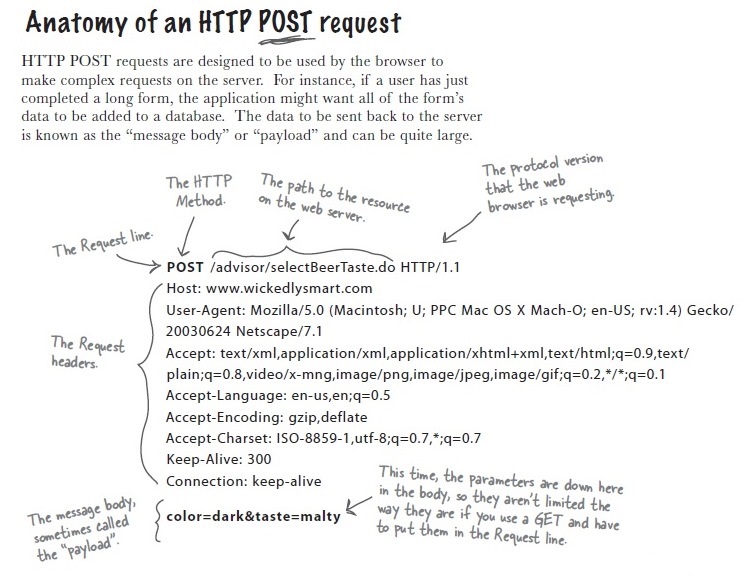 Anatomy of an HTTP POST request
HTTP POST requests are designed to be used by the browser to
make complex requests on the server. For instance, if a user has just
completed a long form, the application might want all of the form's
data to be added to a database. The data to be sent back to the server
is known as the "message body" or "payload" and can be quite large.
The HTTP
Method.
The path to the resource
on the web server.
The protocol version
that the web
browser is requesting.
The Request line.
POST /advisor/selectBeerTaste.do HTTP/1.1
Host: www.wickedlysmart.com
User-Agent: Mozilla/5.0 (Macintosh; U; PPC Mac OS X Mach-O; en-US; rv:1.4) Gecko/
20030624 Netscape/7.1
The Request
headers.
Accept: text/xml,application/xml,application/xhtml+xml,text/html;q=0.9,text/
plain;q=0.8,video/x-mng,image/png,image/jpeg,image/gif;q=0.2,*/*;q=0.1
Accept-Language: en-us,en;q=0.5
Accept-Encoding: gzip,deflate
Accept-Charset: ISO-8859-1,utf-8;q=0.7,*;q=0.7
Keep-Alive: 300
Connection: keep-alive
The message body,
sometimes called
the "payload".
color=dark&taste=malty
This time, the parameters are down here
in the body, so they aren't limited the
way they are if you use a GET and have
to put them in the Request line.